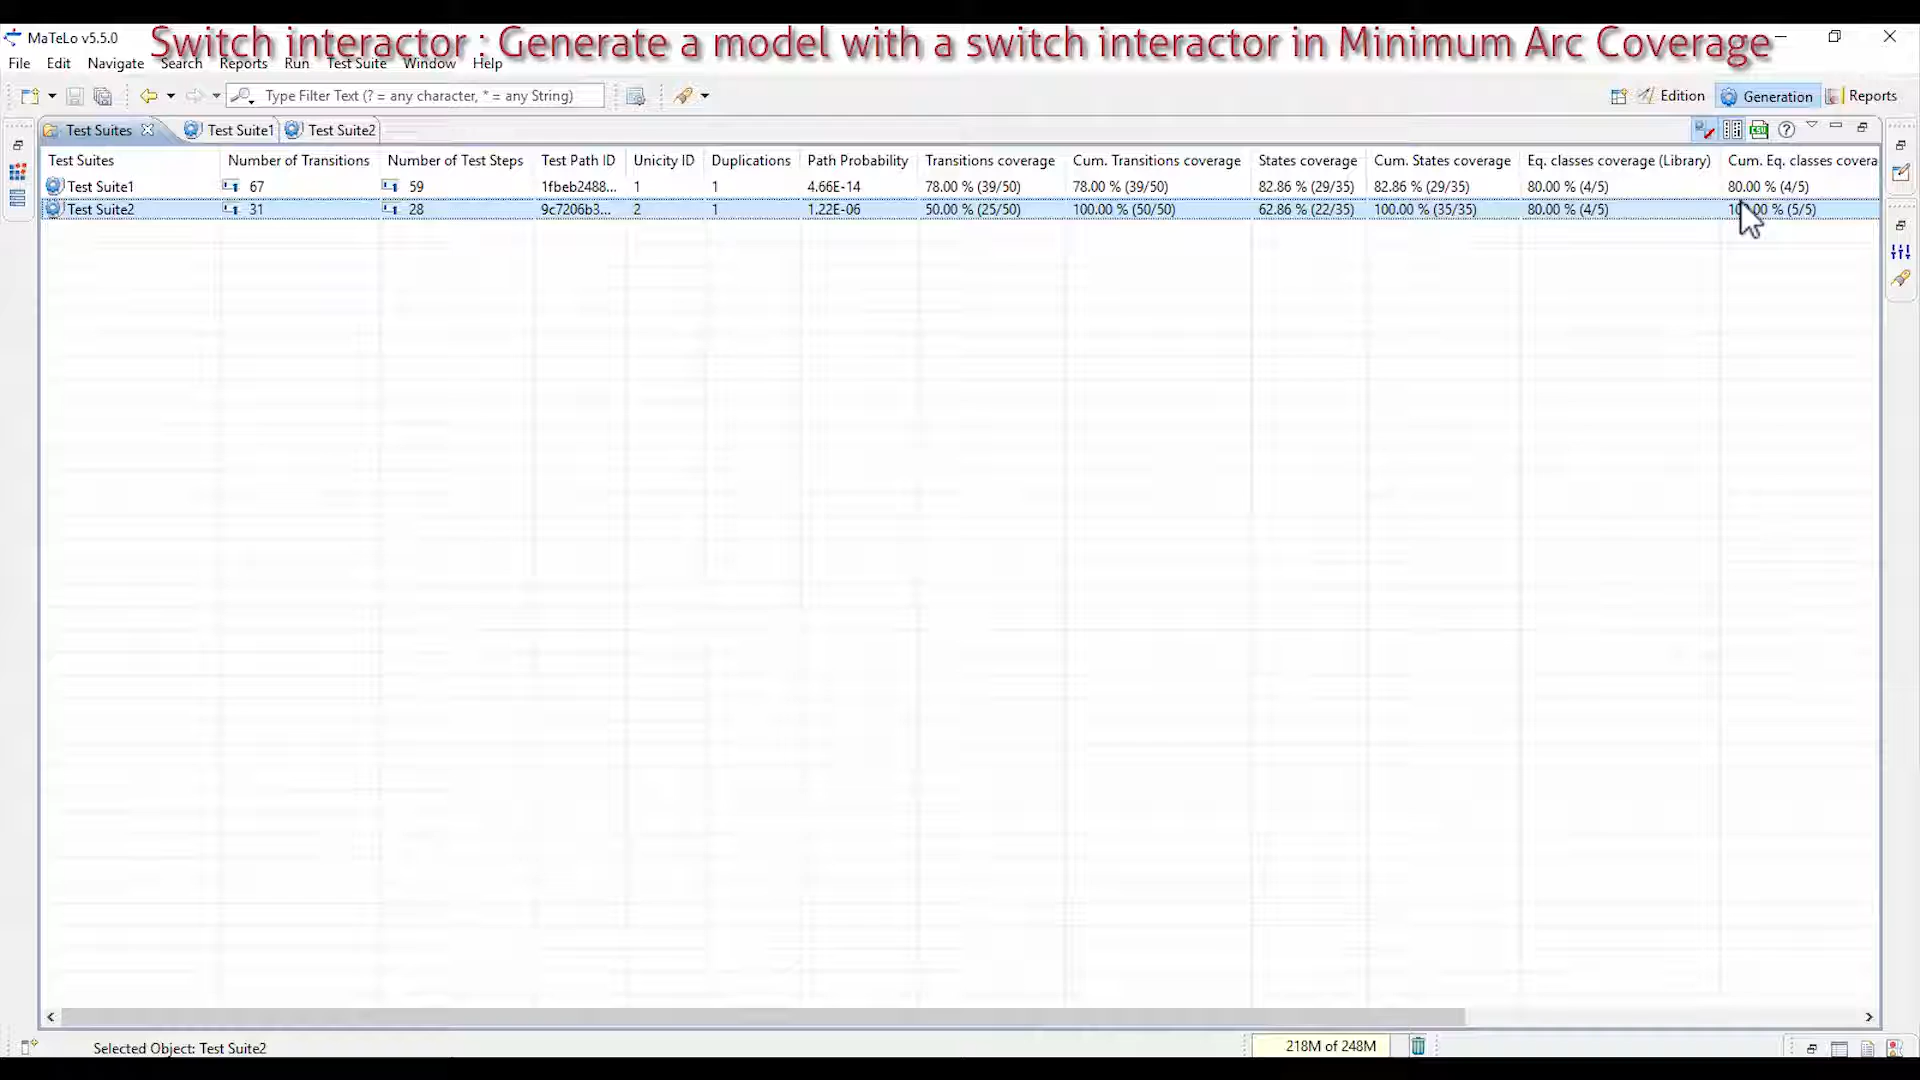 MaTeLo v5.5.0
Switch interactor : Generate a model with a switch interactor in Minimum Arc Coverage
File Edit Navigate Search Reports Run Test Suite Window Help
Type Filter Text (? = any character, * = any String)
Edition Generation Reports
Test Suites Test Suite1 Test Suite2
Test Suites Number of Transitions Number of Test Steps Test Path ID Unicity ID Duplications Path Probability Transitions coverage Cum. Transitions coverage States coverage Cum. States coverage Eq. classes coverage (Library) Cum. Eq. classes covera
Test Suite1 67 59 1fbeb2488... 1 1 4.66E-14 78.00 % (39/50) 78.00 % (39/50) 82.86 % (29/35) 82.86 % (29/35) 80.00 % (4/5) 80.00 % (4/5)
Test Suite2 31 28 9c7206b3... 2 1 1.22E-06 50.00 % (25/50) 100.00 % (50/50) 62.86 % (22/35) 100.00 % (35/35) 80.00 % (4/5) 100.00 % (5/5)
Selected Object: Test Suite2 218M of 248M